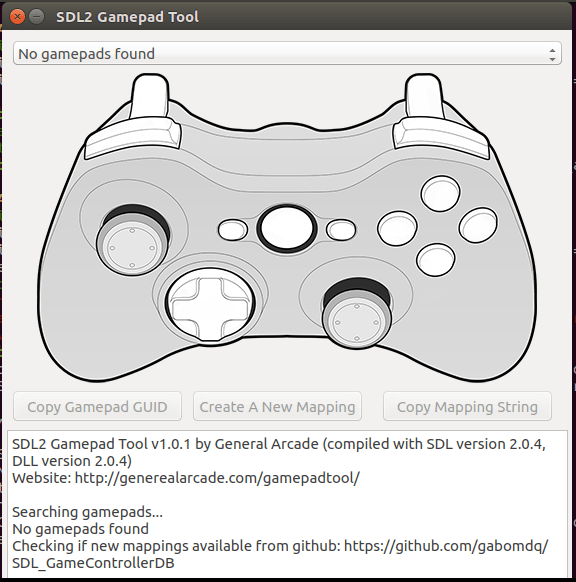 SDL2 Gamepad Tool
No gamepads found
Copy Gamepad GUID
Create A New Mapping
Copy Mapping String
SDL2 Gamepad Tool v1.0.1 by General Arcade (compiled with SDL version 2.0.4,
DLL version 2.0.4)
Website: http://generealarcade.com/gamepadtool/
Searching gamepads...
No gamepads found
Checking if new mappings available from github: https://github.com/gabomdq/
SDL_GameControllerDB